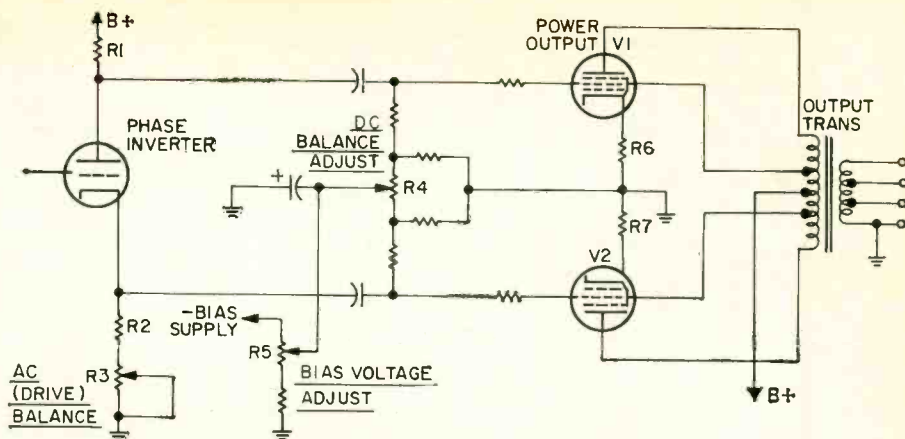 B+
R1
PHASE
INVERTER
DC
BALANCE
ADJUST
R4
+
POWER
OUTPUT
V1
R6
R7
V2
OUTPUT
TRANS
B+
R2
AC
(DRIVE)
BALANCE
R3
-BIAS
SUPPLY
R5
BIAS VOLTAGE
ADJUST